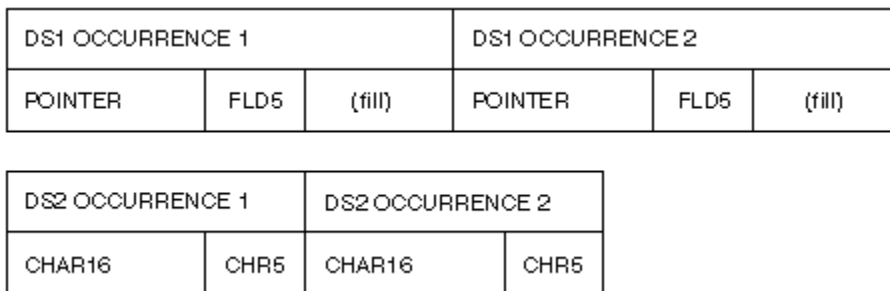 DS1 OCCURRENCE 1 DS1 OCCURRENCE 2
POINTER FLD5 (fill) POINTER FLD5 (fill)
DS2 OCCURRENCE 1 DS2 OCCURRENCE 2
CHAR16 CHR5 CHAR16 CHR5